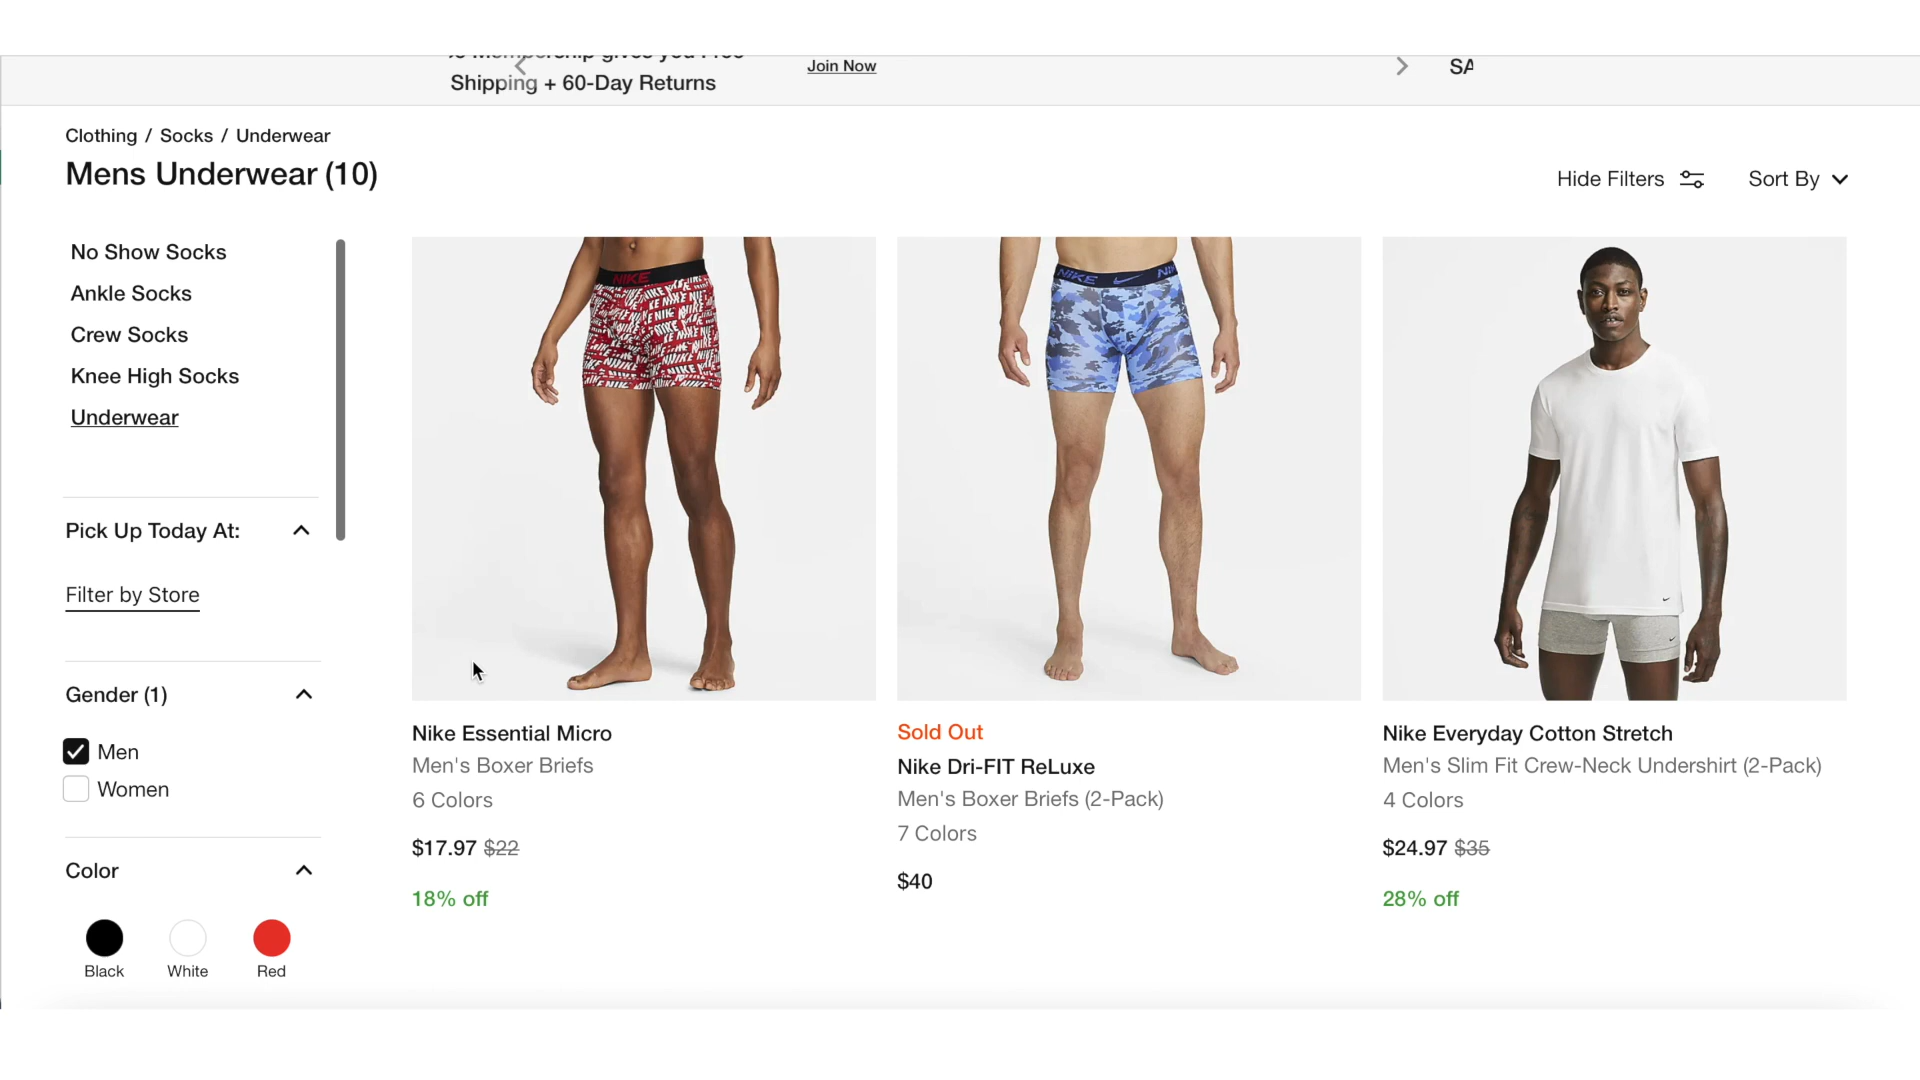 Shipping + 60-Day Returns
Join Now
SA
Clothing / Socks / Underwear
Mens Underwear (10)
Hide Filters
Sort By
No Show Socks
Ankle Socks
Crew Socks
Knee High Socks
Underwear
Pick Up Today At:
Filter by Store
Gender (1)
Men
Women
Color
Black
White
Red
NIKE
NIKE
Nike Essential Micro
Men's Boxer Briefs
6 Colors
$17.97 $22
18% off
Sold Out
Nike Dri-FIT ReLuxe
Men's Boxer Briefs (2-Pack)
7 Colors
$40
Nike Everyday Cotton Stretch
Men's Slim Fit Crew-Neck Undershirt (2-Pack)
4 Colors
$24.97 $35
28% off